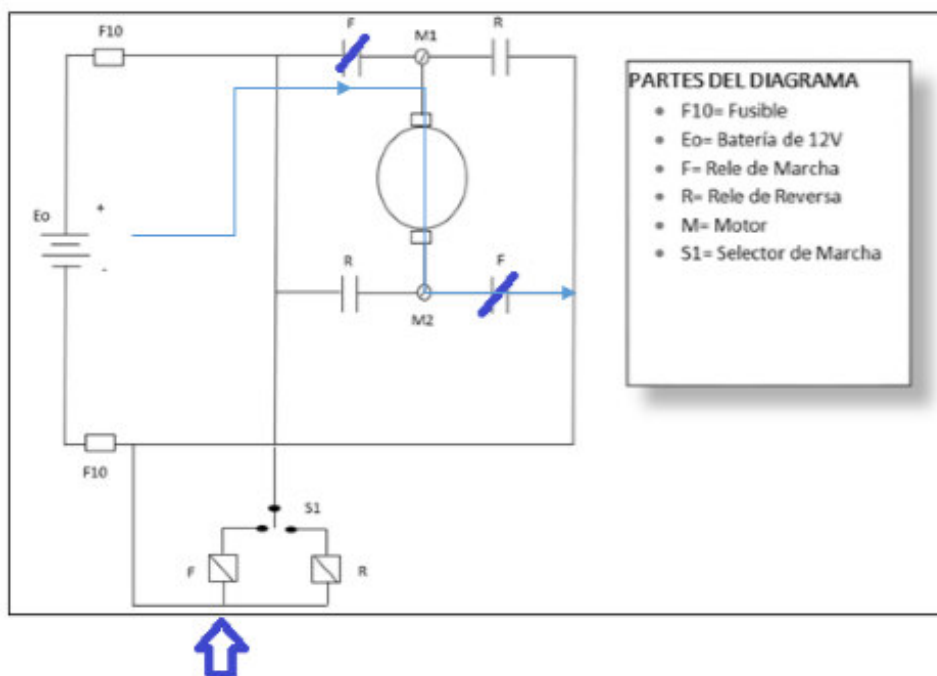 F10
F
M1
R
Eo
+
-
R
F
M2
F10
S1
F
R
PARTES DEL DIAGRAMA
• F10= Fusible
• Eo= Batería de 12V
• F= Rele de Marcha
• R= Rele de Reversa
• M= Motor
• S1= Selector de Marcha